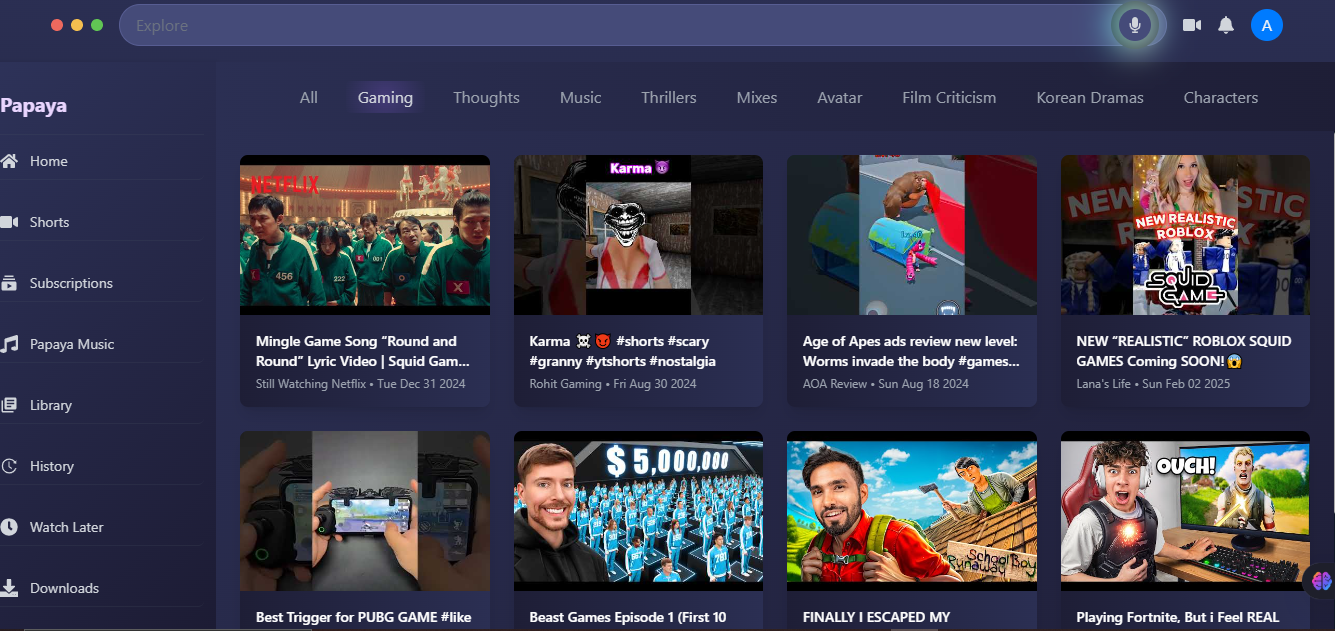 Explore
A
Papaya
All
Gaming
Thoughts
Music
Thrillers
Mixes
Avatar
Film Criticism
Korean Dramas
Characters
Home
Shorts
Subscriptions
Papaya Music
Library
History
Watch Later
Downloads
NETFLIX
456
222
001
Mingle Game Song “Round and
Round” Lyric Video | Squid Gam...
Still Watching Netflix • Tue Dec 31 2024
Karma 😈
Karma ☠️👿 #shorts #scary
#granny #ytshorts #nostalgia
Rohit Gaming • Fri Aug 30 2024
Lv.60
Age of Apes ads review new level:
Worms invade the body #games...
AOA Review • Sun Aug 18 2024
NEW REALISTIC
ROBLOX
SQUID
GAME
NEW “REALISTIC” ROBLOX SQUID
GAMES Coming SOON!😱
Lana's Life • Sun Feb 02 2025
Best Trigger for PUBG GAME #like
$ 5,000,000
Beast Games Episode 1 (First 10
School Boy
Runaway
FINALLY I ESCAPED MY
OUCH!
Playing Fortnite, But i Feel REAL